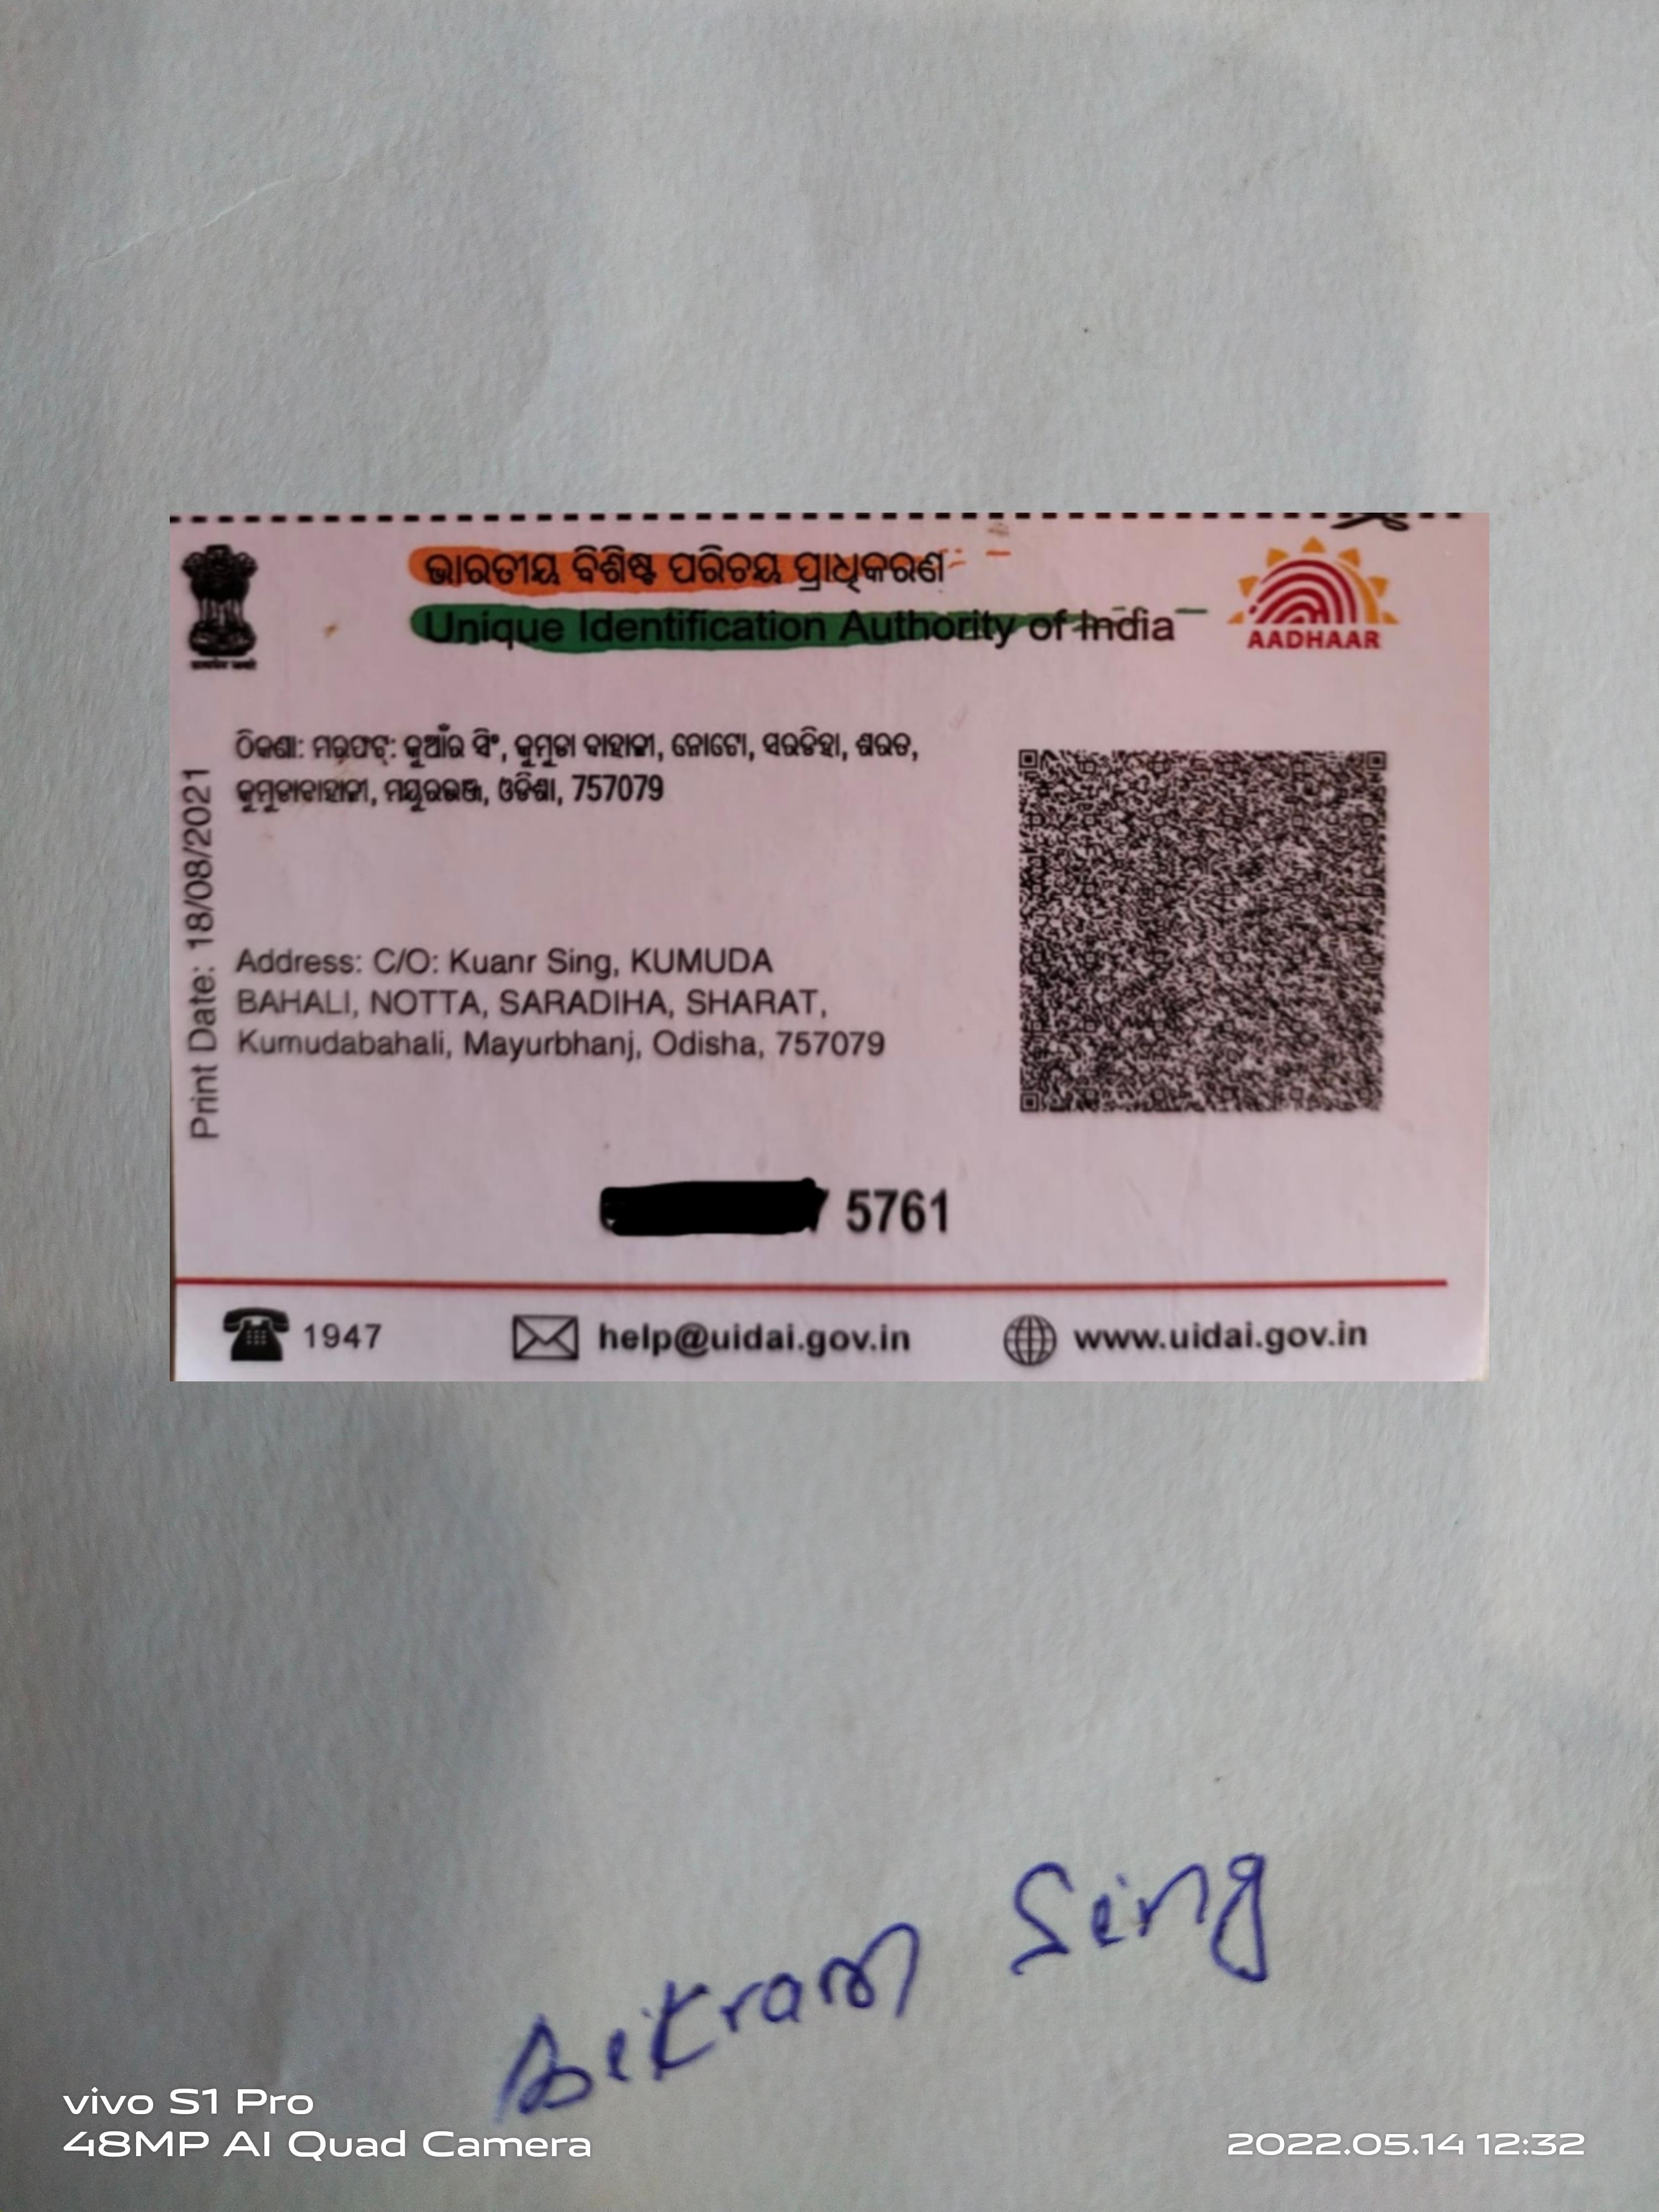 ଭାରତୀୟ ବିଶିଷ୍ଟ ପରିଚୟ ପ୍ରାଧିକରଣ
Unique Identification Authority of India
AADHAAR
ଠିକଣା: ମରଫତ୍: କୁଆଁର ସିଂ, କୁମୁଡା ବାହାଳୀ, ନୋଟୋ, ସରଡିହା, ଶରତ,
କୁମୁଡାବାହାଳୀ, ମୟୁରଭଞ୍ଜ, ଓଡିଶା, 757079
Print Date: 18/08/2021
Address: C/O: Kuanr Sing, KUMUDA
BAHALI, NOTTA, SARADIHA, SHARAT,
Kumudabahali, Mayurbhanj, Odisha, 757079
5761
1947
help@uidai.gov.in
www.uidai.gov.in
Bikram Sing
vivo S1 Pro
48MP AI Quad Camera
2022.05.14 12:32